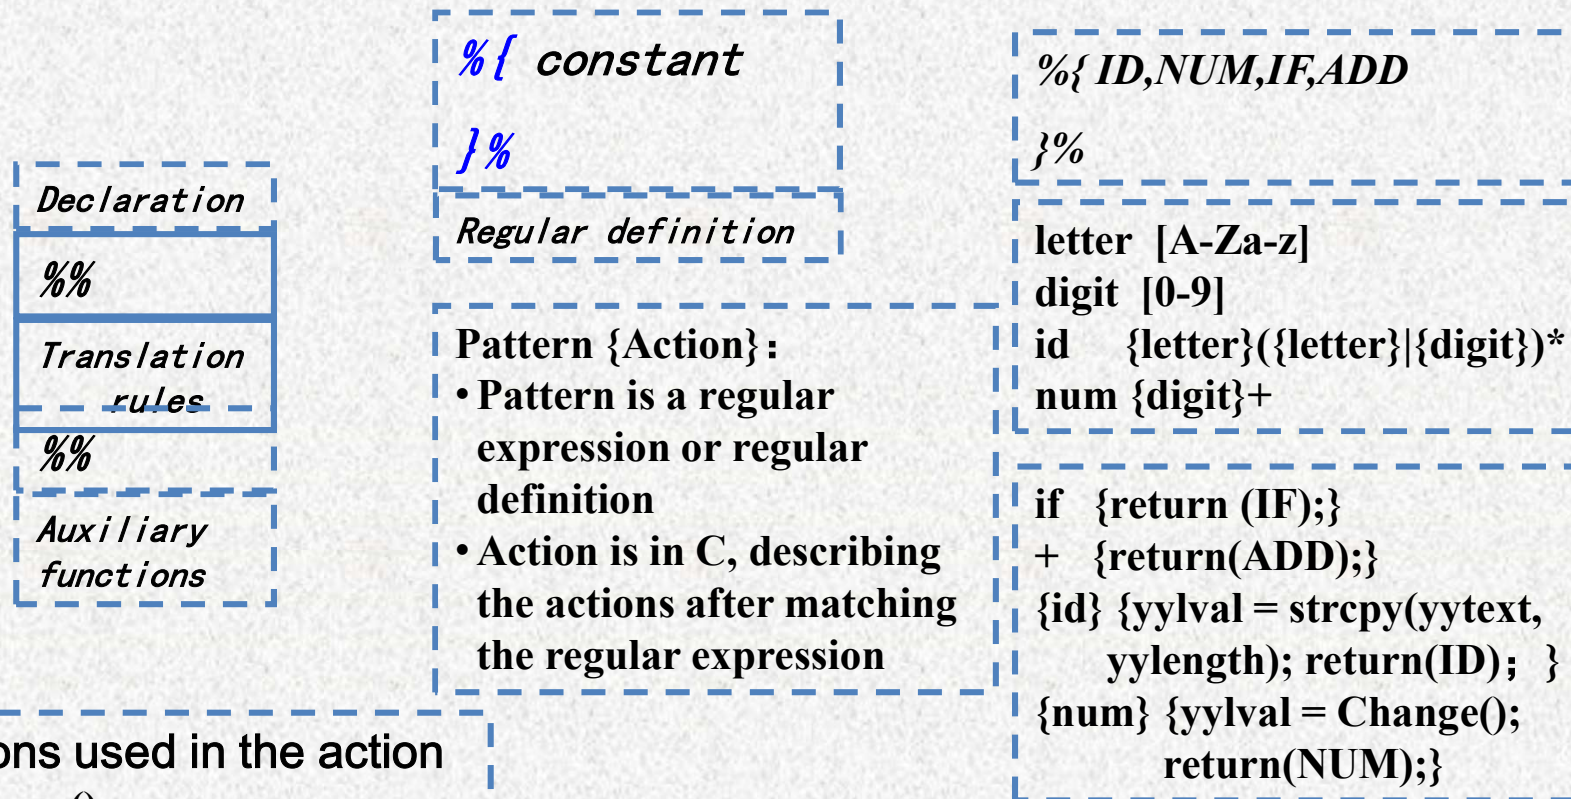 Declaration
%%
Translation
rules
%%
Auxiliary
functions
%{ constant
}%
Regular definition
Pattern {Action}：
• Pattern is a regular
expression or regular
definition
• Action is in C, describing
the actions after matching
the regular expression
%{ ID,NUM,IF,ADD
}%
letter [A-Za-z]
digit [0-9]
id {letter}({letter}|{digit})*
num {digit}+
if {return (IF);}
+ {return(ADD);}
{id} {yylval = strcpy(yytext,
yylength); return(ID)；}
{num} {yylval = Change();
return(NUM);}
used in the action